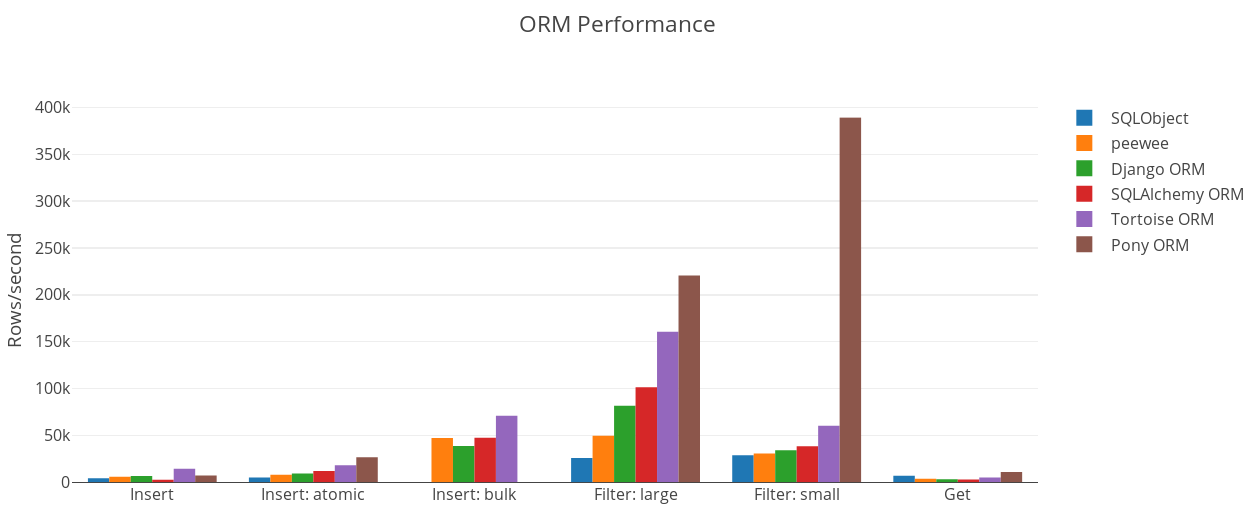 ORM Performance
Rows/second
400k
350k
300k
250k
200k
150k
100k
50k
0
Insert
Insert: atomic
Insert: bulk
Filter: large
Filter: small
Get
SQLObject
peewee
Django ORM
SQLAlchemy ORM
Tortoise ORM
Pony ORM